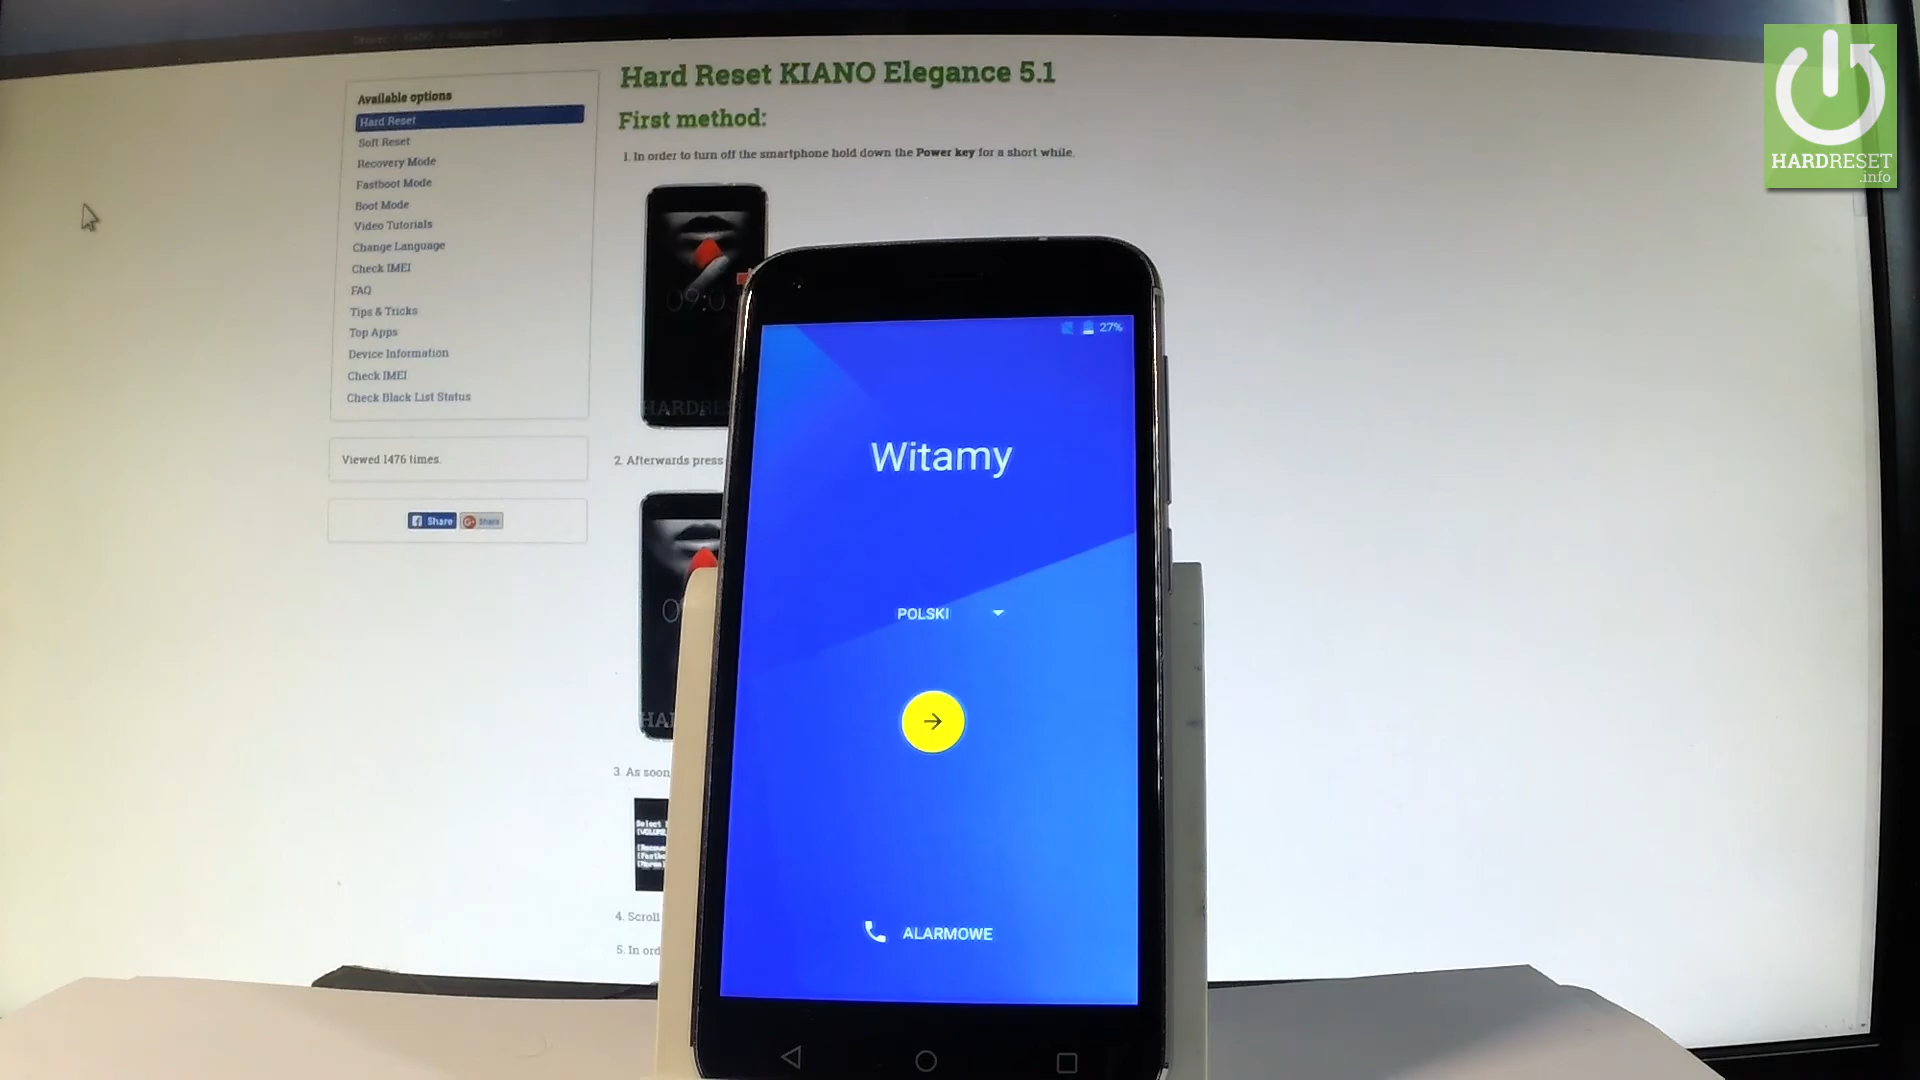 Hard Reset KIANO Elegance 5.1
First method:
1. In order to turn off the smartphone hold down the Power key for a short while.
Available options
Hard Reset
Soft Reset
Recovery Mode
Fastboot Mode
Boot Mode
Video Tutorials
Change Language
Check IMEI
FAQ
Tips & Tricks
Top Apps
Device Information
Check IMEI
Check Black List Status
Viewed 1476 times.
Share
Share
2. Afterwards press
3. As soon
4. Scroll
5. In ord
27%
Witamy
POLSKI
ALARMOWE
HARDRESET
.info